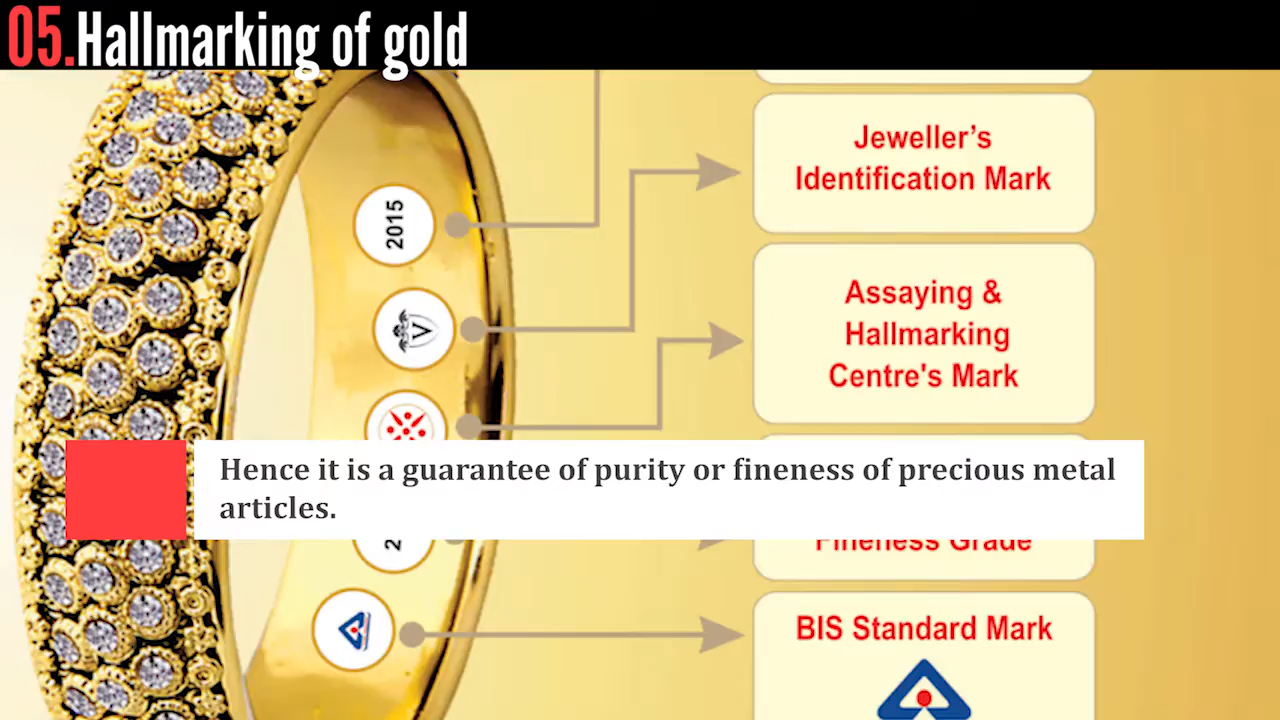 05.Hallmarking of gold
2015
Jeweller's
Identification Mark
V
Assaying &
Hallmarking
Centre's Mark
Hence it is a guarantee of purity or fineness of precious metal
articles.
Fineness Grade
BIS Standard Mark